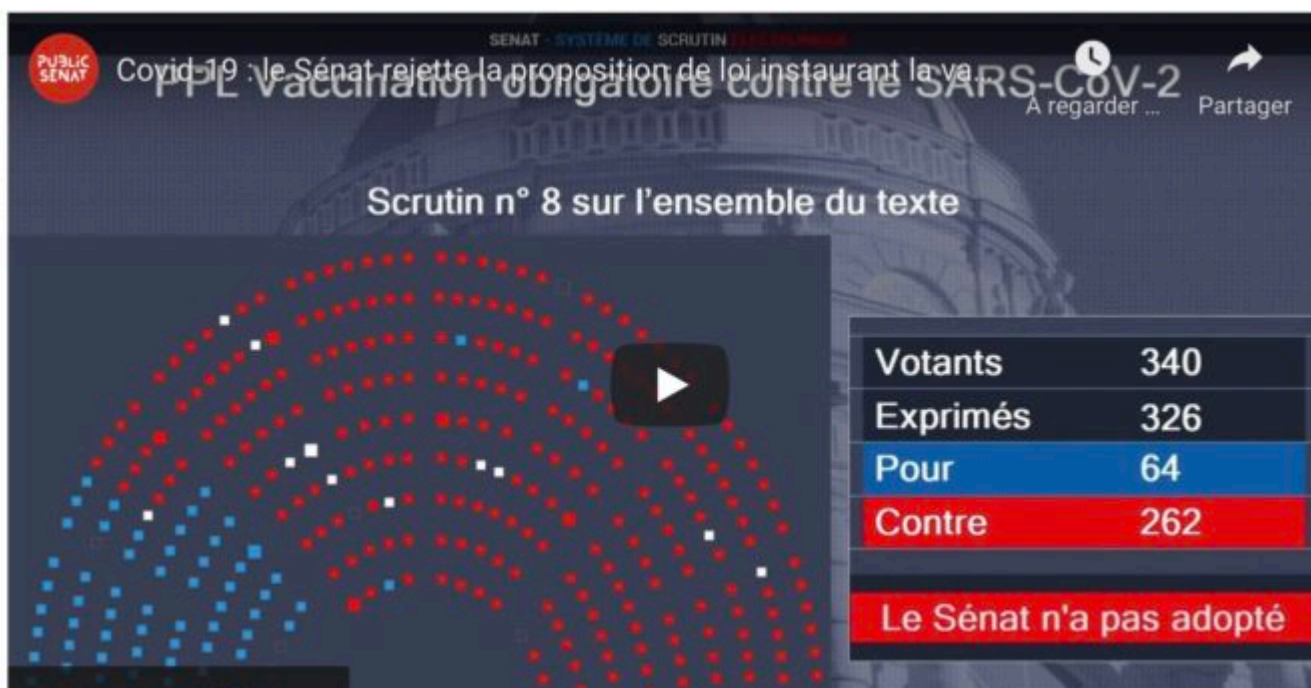 SENAT - SYSTÈME DE SCRUTIN ÉLECTRONIQUE
PUBLIC
SÉNAT
Covid-19 : le Sénat rejette la proposition de loi instaurant la va...
PPL Vaccination obligatoire contre le SARS-CoV-2
À regarder ...
Partager
Scrutin n° 8 sur l'ensemble du texte
Votants 340
Exprimés 326
Pour 64
Contre 262
Le Sénat n'a pas adopté